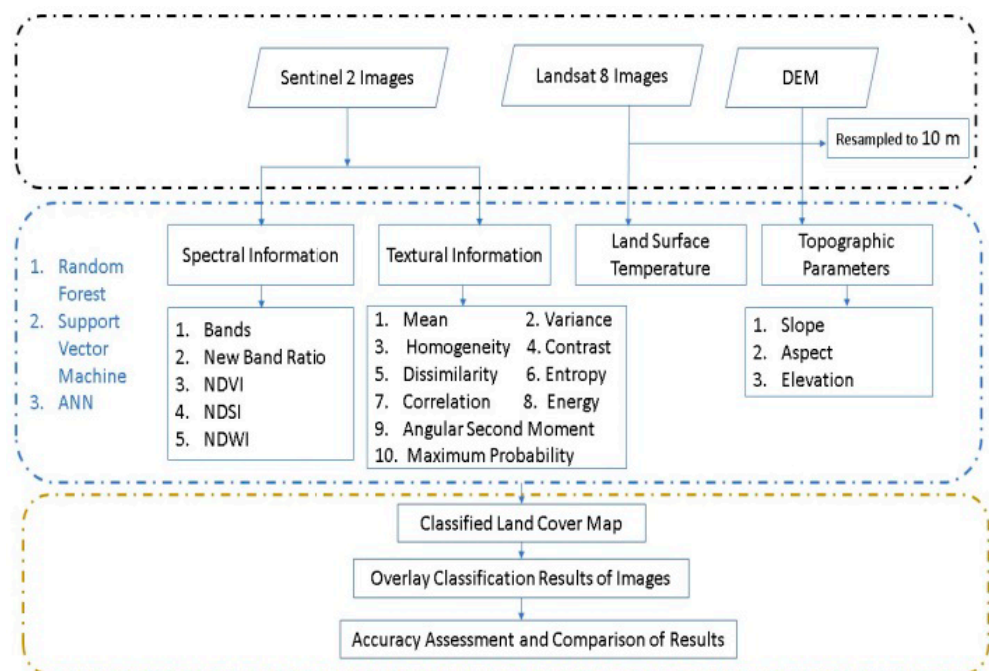 Sentinel 2 Images
Landsat 8 Images
DEM
Resampled to 10 m
1. Random
Forest
2. Support
Vector
Machine
3. ANN
Spectral Information
1. Bands
2. New Band Ratio
3. NDVI
4. NDSI
5. NDWI
Textural Information
1. Mean 2. Variance
3. Homogeneity 4. Contrast
5. Dissimilarity 6. Entropy
7. Correlation 8. Energy
9. Angular Second Moment
10. Maximum Probability
Land Surface
Temperature
Topographic
Parameters
1. Slope
2. Aspect
3. Elevation
Classified Land Cover Map
Overlay Classification Results of Images
Accuracy Assessment and Comparison of Results